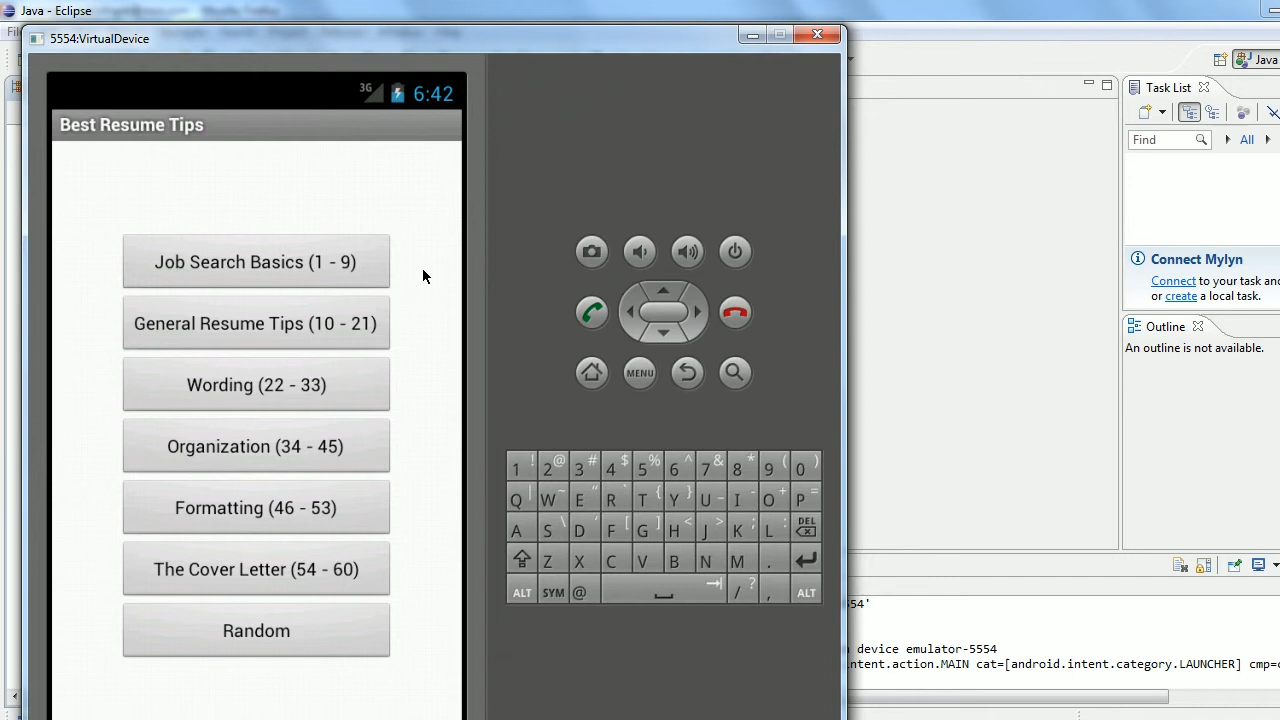 Java - Eclipse
5554:VirtualDevice
Java
3G
6:42
Best Resume Tips
Job Search Basics (1 - 9)
General Resume Tips (10 - 21)
Wording (22 - 33)
Organization (34 - 45)
Formatting (46 - 53)
The Cover Letter (54 - 60)
Random
MENU
1 ! 2 @ 3 # 4 $ 5 % 6 ^ 7 & 8 * 9 ( 0 )
Q | W ~ E “ R ` T { Y } U _ I - O + P =
A S \ D ' F [ G ] H < J > K ; L : DEL
Z X C V B N M .
ALT SYM @ / ? , ALT
Task List
Find
All
Connect Mylyn
Connect to your task
or create a local task.
Outline
An outline is not available.
54'
device emulator-5554
intent.action.MAIN cat=[android.intent.category.LAUNCHER] cmp=